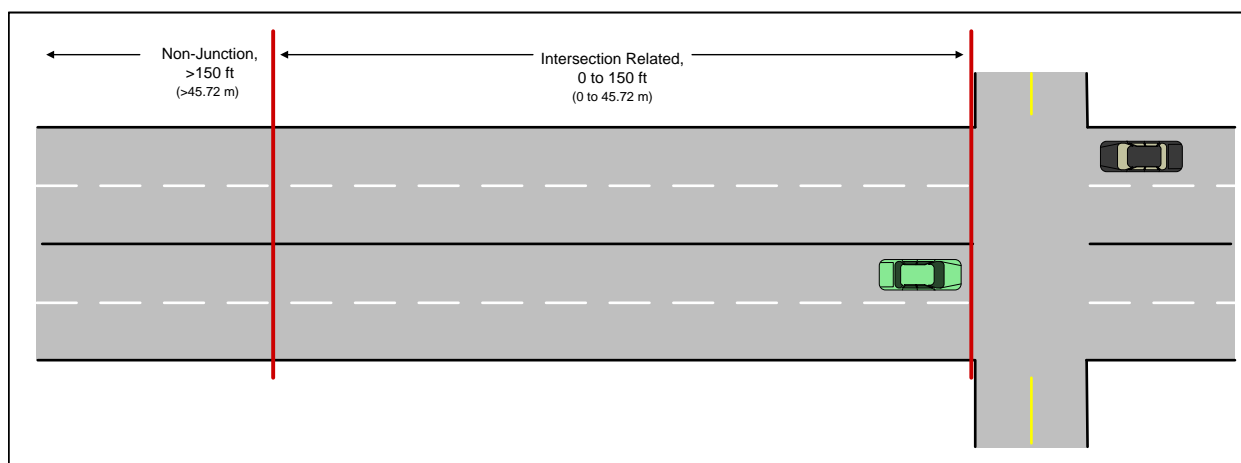 Non-Junction,
>150 ft
(>45.72 m)
Intersection Related,
0 to 150 ft
(0 to 45.72 m)